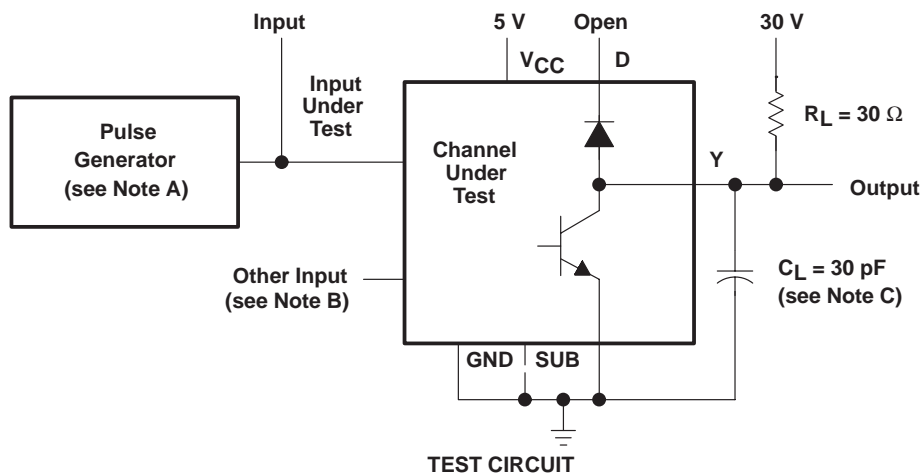 Input
5 V
Open
30 V
VCC
D
Input
Under
Test
Pulse
Generator
(see Note A)
Channel
Under
Test
Y
RL = 30 Ω
Output
Other Input
(see Note B)
CL = 30 pF
(see Note C)
GND
SUB
TEST CIRCUIT